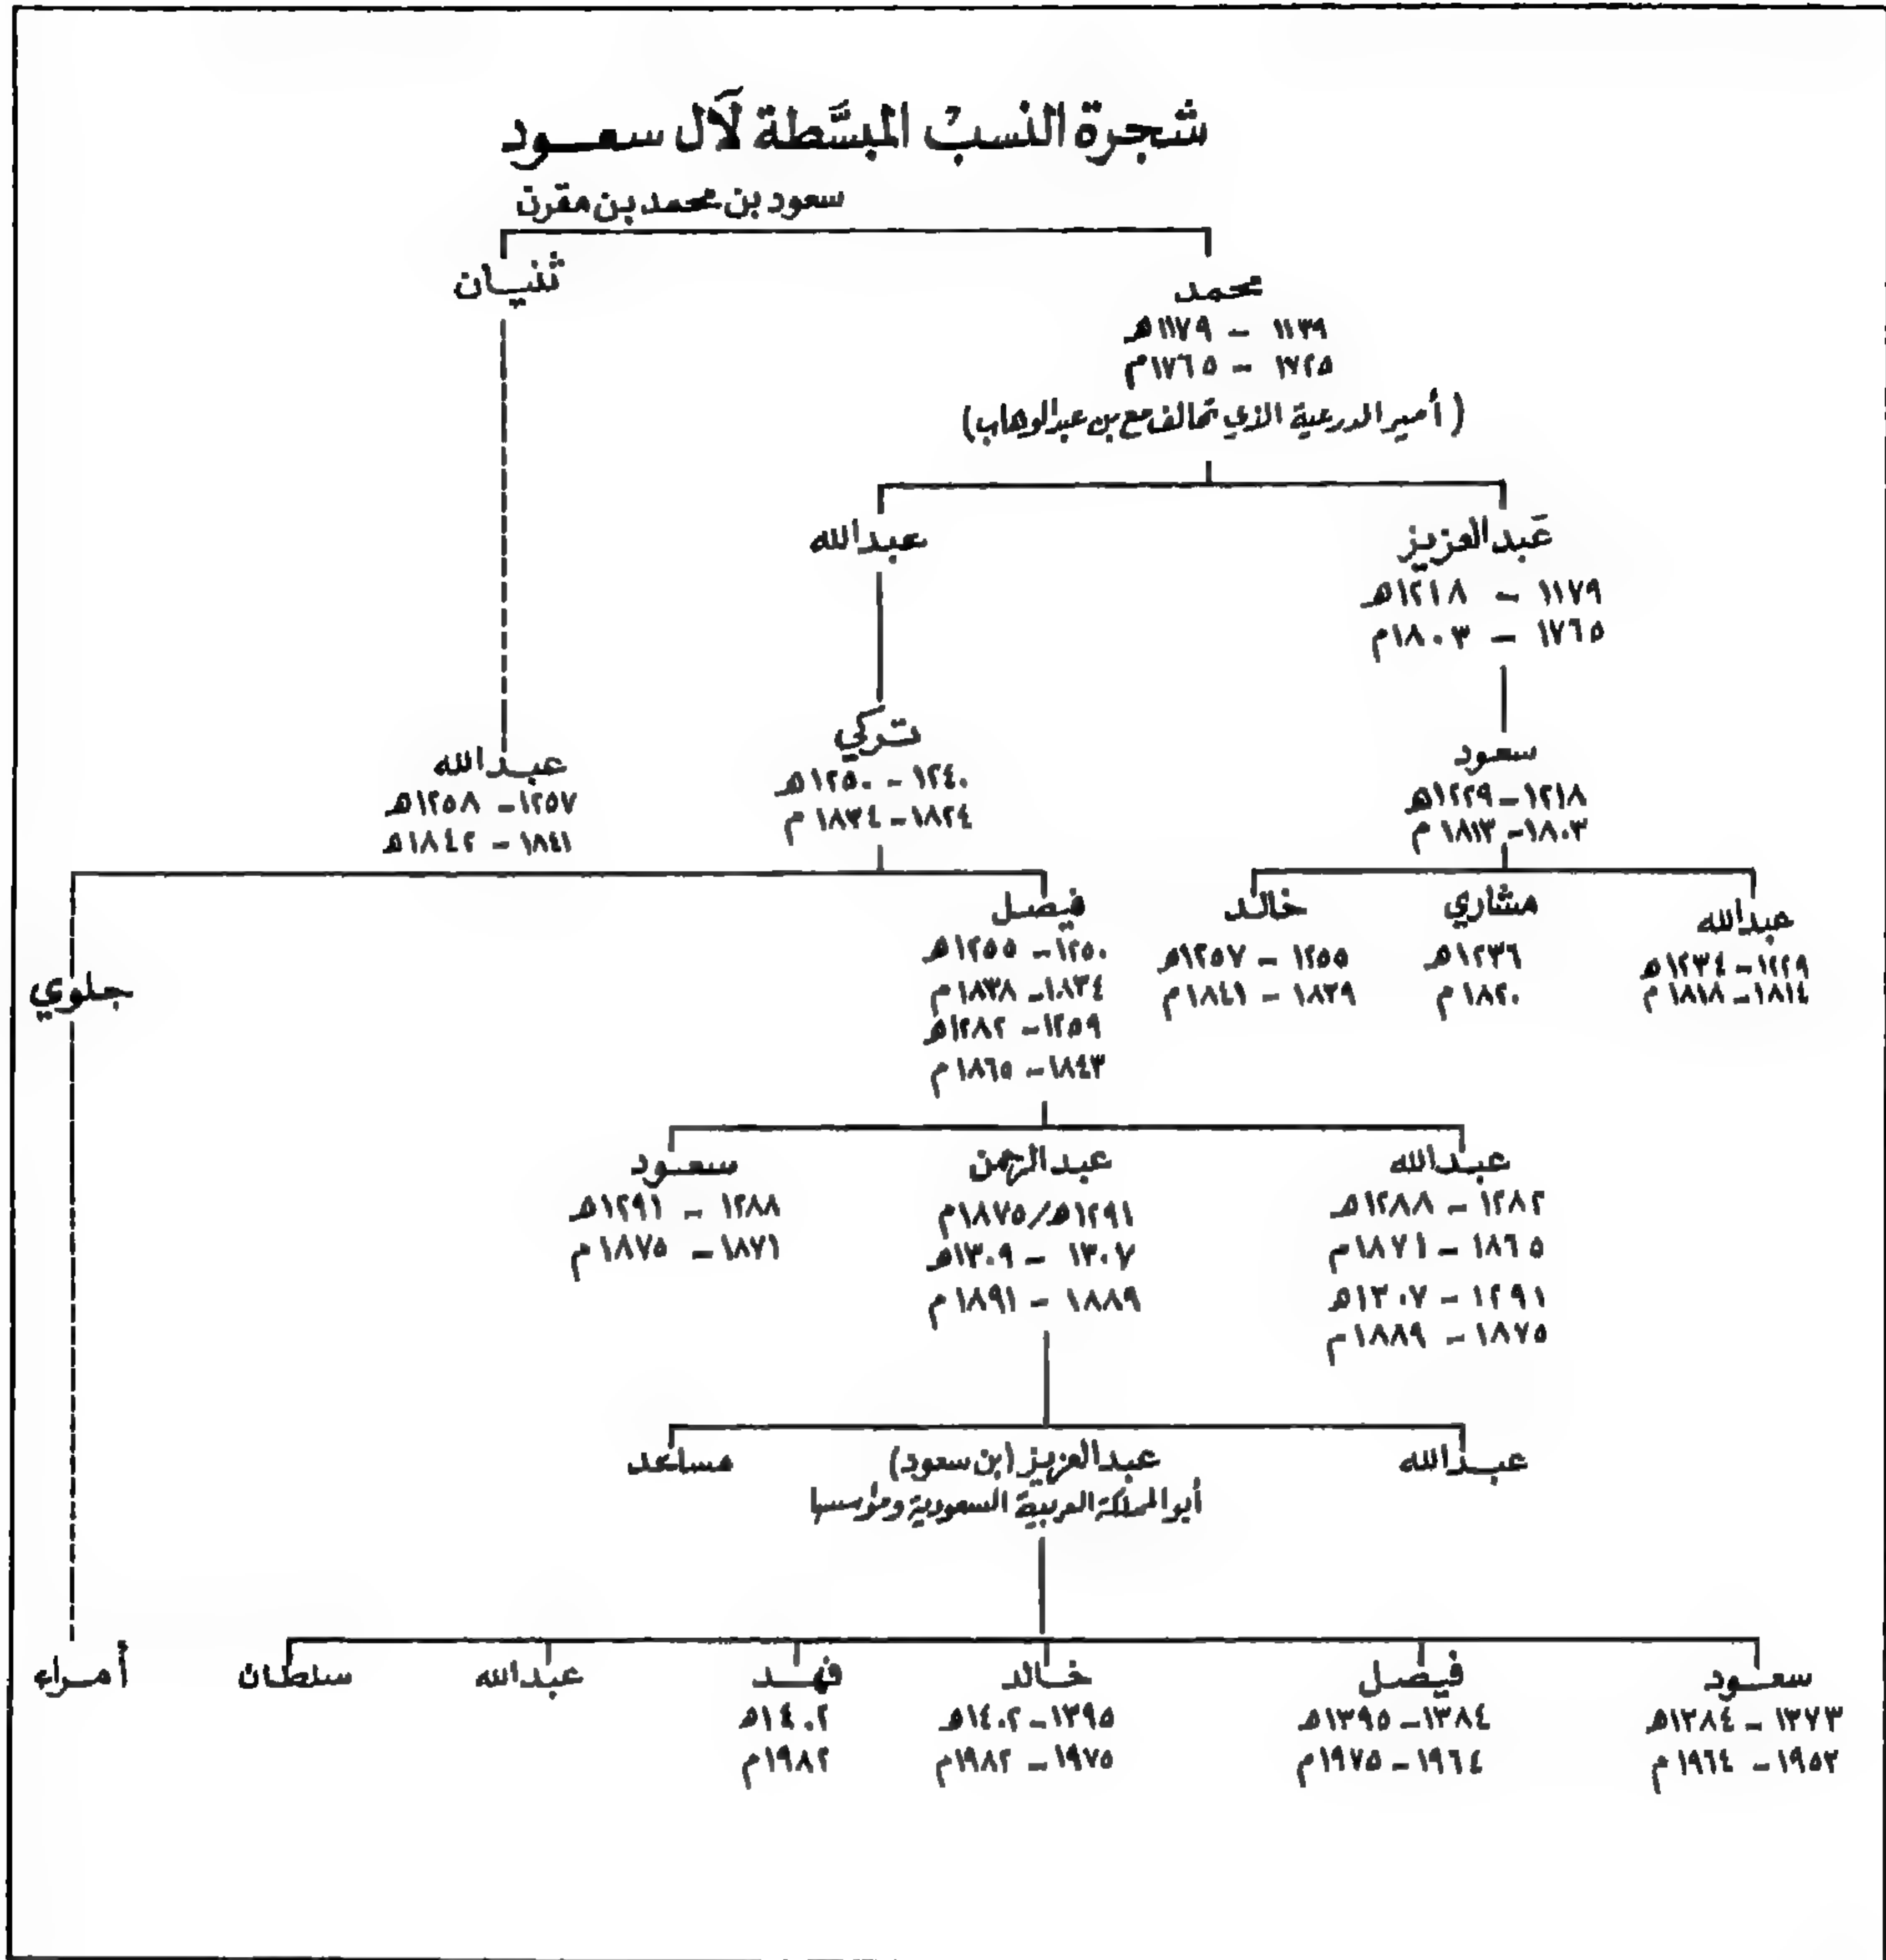 شجرة النسب المبسَّطة لآل سعود
سعود بن محمد بن مقرن
محمد
١١٣٩ - ١١٧٩هـ
١٧٢٥ - ١٧٦٥م
(أمير الدرعية الذي تحالف مع بن عبدالوهاب)
ثنيان
عبدالعزيز
١١٧٩ - ١٢١٨هـ
١٧٦٥ - ١٨٠٣م
عبدالله
سعود
١٢١٨-١٢٢٩هـ
١٨٠٣-١٨١٣م
تركي
١٢٤٠-١٢٥٠هـ
١٨٢٤-١٨٣٤م
عبدالله
١٢٥٧-١٢٥٨هـ
١٨٤١-١٨٤٢هـ
عبدالله
١٢٢٩-١٢٣٤هـ
١٨١٤-١٨١٨م
مشاري
١٢٣٦هـ
١٨٢٠م
خالد
١٢٥٥ - ١٢٥٧هـ
١٨٣٩ - ١٨٤١م
فيصل
١٢٥٠-١٢٥٥هـ
١٨٣٤-١٨٣٨م
١٢٥٩-١٢٨٢هـ
١٨٤٣-١٨٦٥م
جلوي
عبدالله
١٢٨٢ - ١٢٨٨هـ
١٨٦٥ - ١٨٧١م
١٢٩١ - ١٣٠٧هـ
١٨٧٥ - ١٨٨٩م
عبدالرحمن
١٢٩١هـ/١٨٧٥م
١٣٠٧ - ١٣٠٩هـ
١٨٨٩ - ١٨٩١م
سعود
١٢٨٨ - ١٢٩١هـ
١٨٧١ - ١٨٧٥م
عبدالله
عبدالعزيز (ابن سعود)
أبو المملكة العربية السعودية ومؤسسها
مساعد
سعود
١٣٧٣ - ١٣٨٤هـ
١٩٥٣ - ١٩٦٤م
فيصل
١٣٨٤-١٣٩٥هـ
١٩٦٤-١٩٧٥م
خالد
١٣٩٥-١٤٠٢هـ
١٩٧٥-١٩٨٢م
فهد
١٤٠٢هـ
١٩٨٢م
عبدالله
سلطان
أمراء